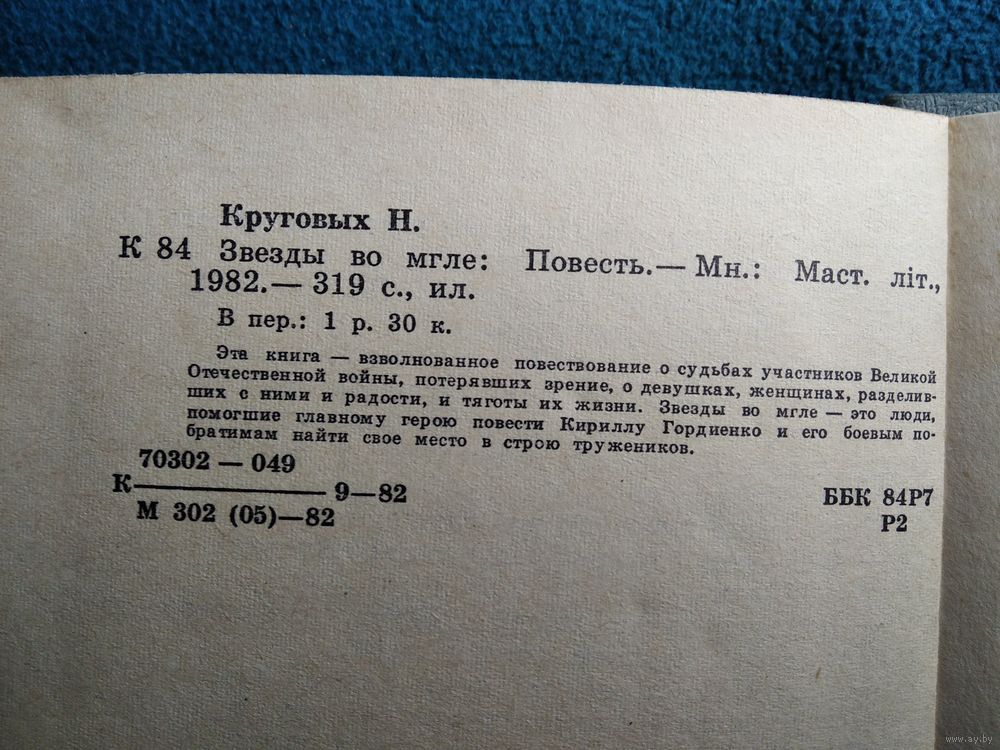 Круговых Н.
К 84 Звезды во мгле: Повесть.— Мн.: Маст. літ.,
1982.— 319 с., ил.
В пер.: 1 р. 30 к.
Эта книга — взволнованное повествование о судьбах участников Великой
Отечественной войны, потерявших зрение, о девушках, женщинах, разделив-
ших с ними и радости, и тяготы их жизни. Звезды во мгле — это люди,
помогшие главному герою повести Кириллу Гордиенко и его боевым по-
братимам найти свое место в строю тружеников.
70302 — 049
К 9—82
М 302 (05)—82
ББК 84Р7
Р2
www.ay.by